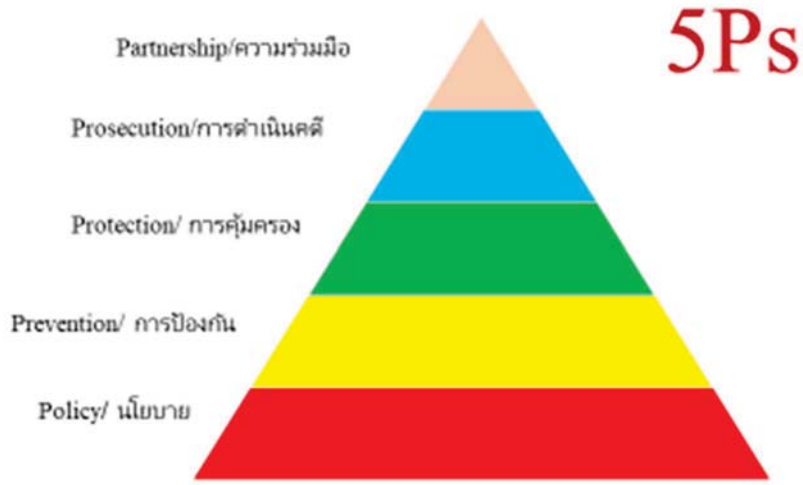 5Ps
Partnership/ความร่วมมือ
Prosecution/การดำเนินคดี
Protection/ การคุ้มครอง
Prevention/ การป้องกัน
Policy/ นโยบาย